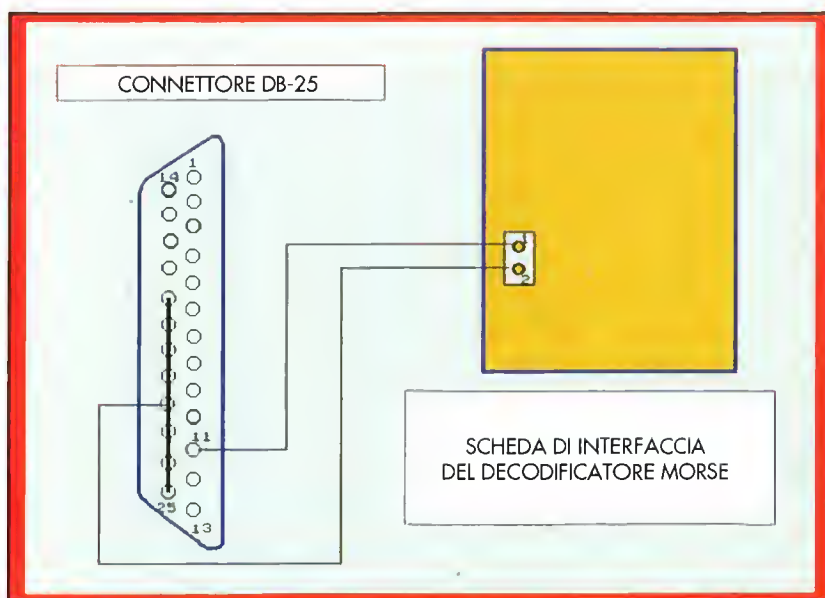 CONNETTORE DB-25
1
14
11
25
13
1
2
SCHEDA DI INTERFACCIA
DEL DECODIFICATORE MORSE